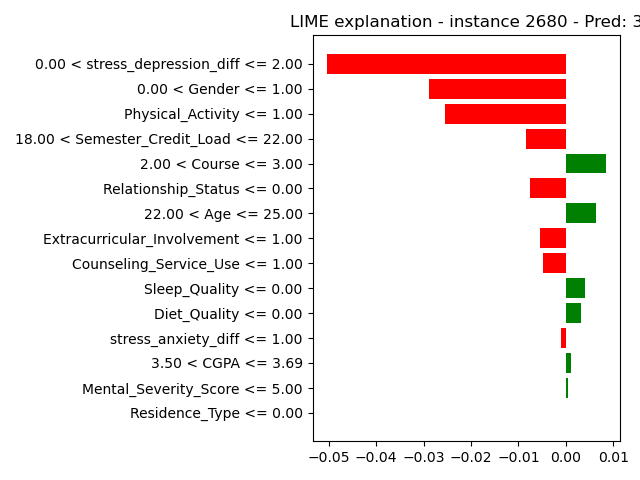 LIME explanation - instance 2680 - Pred: 3
0.00 < stress_depression_diff <= 2.00
0.00 < Gender <= 1.00
Physical_Activity <= 1.00
18.00 < Semester_Credit_Load <= 22.00
2.00 < Course <= 3.00
Relationship_Status <= 0.00
22.00 < Age <= 25.00
Extracurricular_Involvement <= 1.00
Counseling_Service_Use <= 1.00
Sleep_Quality <= 0.00
Diet_Quality <= 0.00
stress_anxiety_diff <= 1.00
3.50 < CGPA <= 3.69
Mental_Severity_Score <= 5.00
Residence_Type <= 0.00
−0.05 −0.04 −0.03 −0.02 −0.01 0.00 0.01